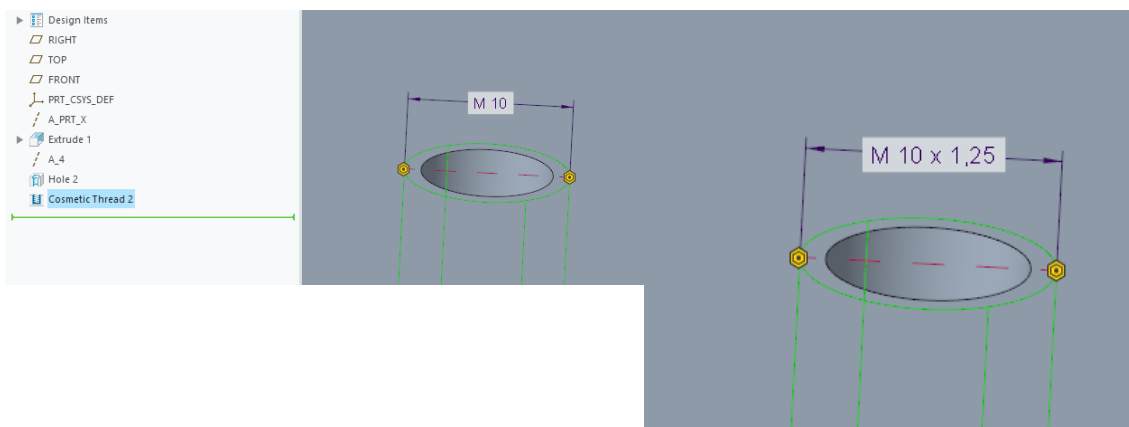 Design Items
RIGHT
TOP
FRONT
PRT_CSYS_DEF
A_PRT_X
Extrude 1
A_4
Hole 2
Cosmetic Thread 2
M 10
M 10 x 1,25